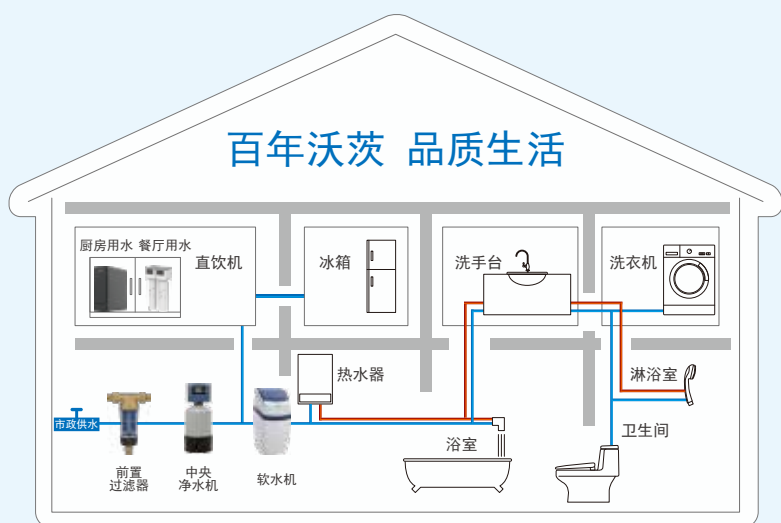 百年沃茨 品质生活
厨房用水 餐厅用水
直饮机
冰箱
洗手台
洗衣机
热水器
淋浴室
市政供水
前置
过滤器
中央
净水机
软水机
浴室
卫生间